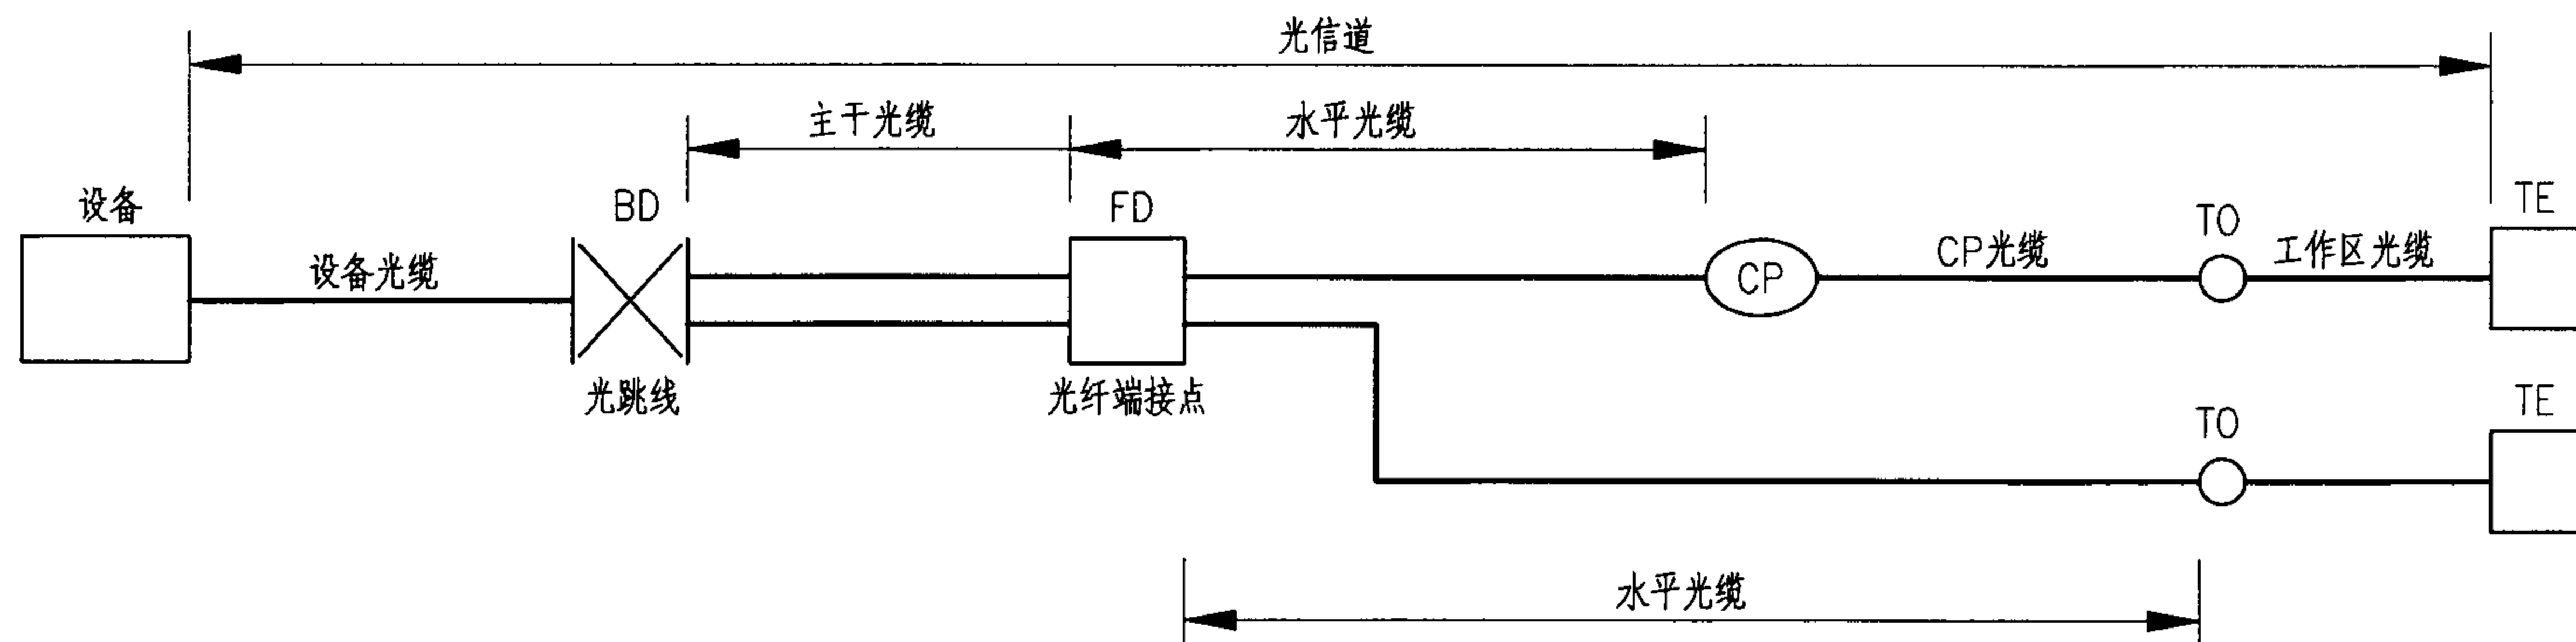 光信道
主干光缆
水平光缆
设备
BD
FD
TO
TE
设备光缆
CP
CP光缆
工作区光缆
光跳线
光纤端接点
TO
TE
水平光缆